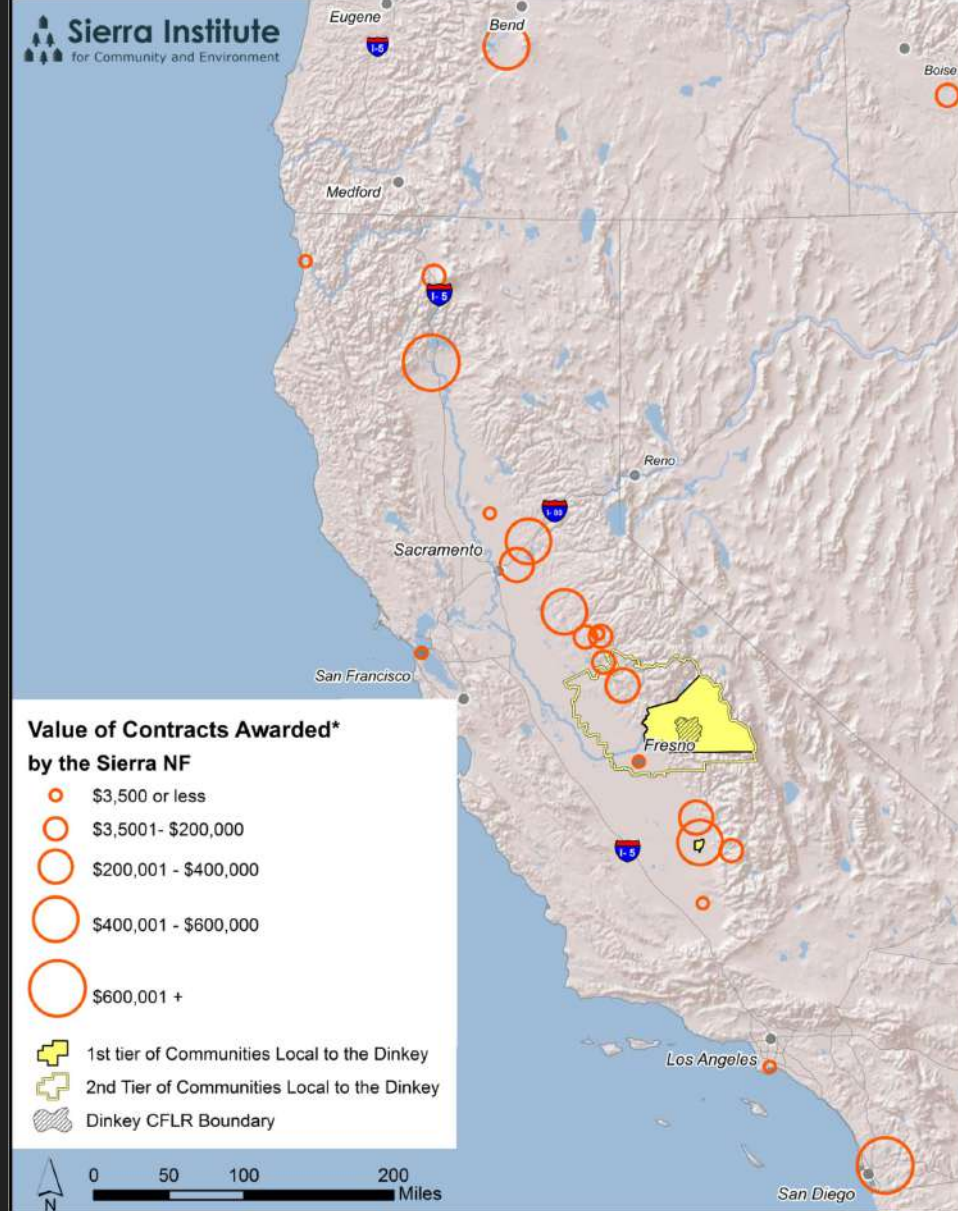 Sierra Institute
for Community and Environment
Eugene
I-5
Bend
Boise
Medford
I-5
Reno
I-80
Sacramento
San Francisco
Fresno
I-5
Los Angeles
San Diego
Value of Contracts Awarded*
by the Sierra NF
$3,500 or less
$3,5001- $200,000
$200,001 - $400,000
$400,001 - $600,000
$600,001 +
1st tier of Communities Local to the Dinkey
2nd Tier of Communities Local to the Dinkey
Dinkey CFLR Boundary
N
0 50 100 200
Miles